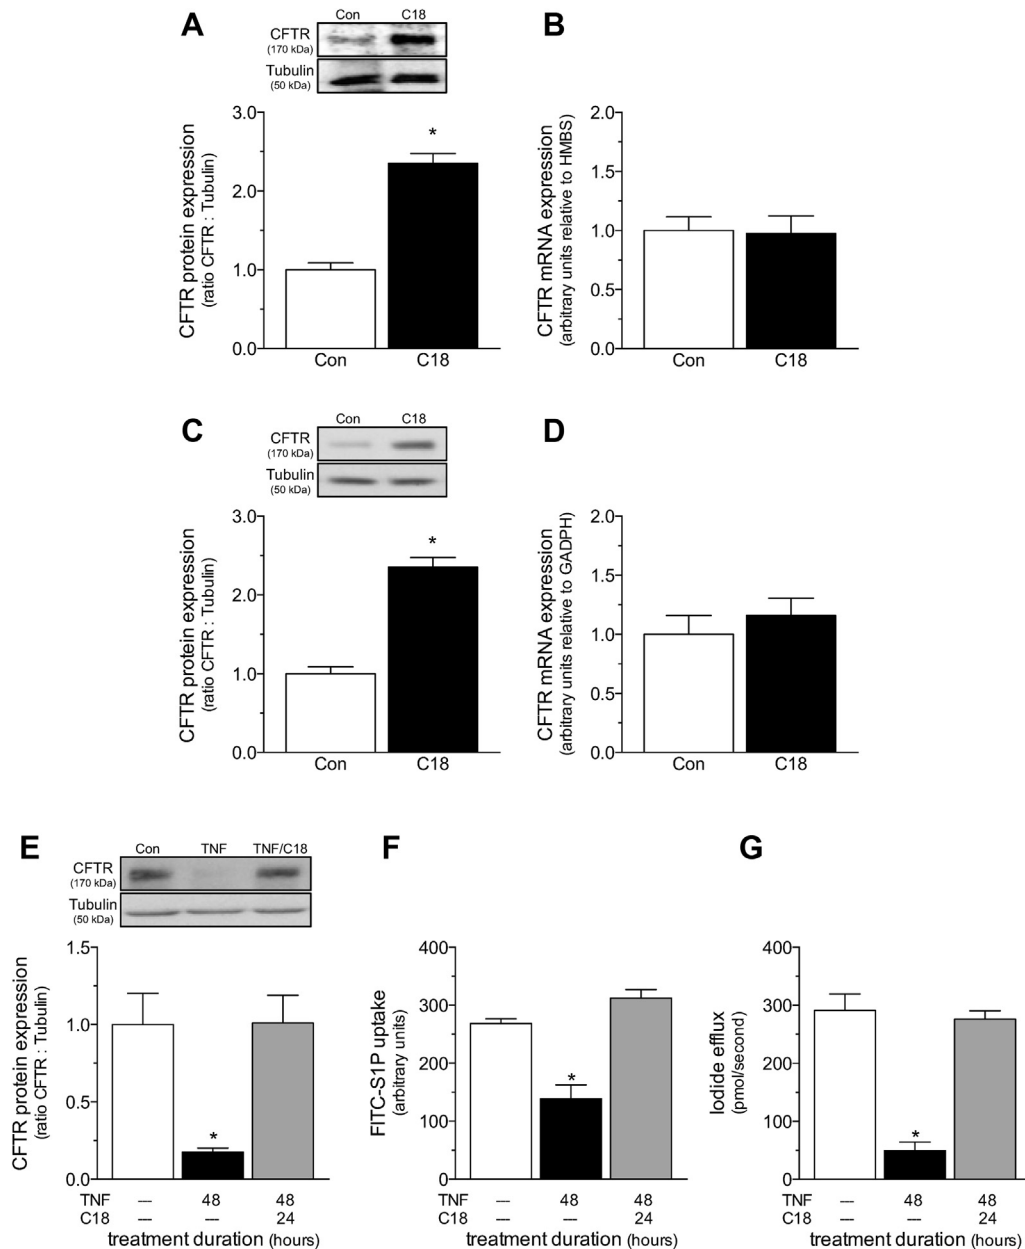 A
Con C18
CFTR
(170 kDa)
Tubulin
(50 kDa)
CFTR protein expression
(ratio CFTR : Tubulin)
3.0
2.0
1.0
0.0
*
Con C18
B
CFTR mRNA expression
(arbitrary units relative to HMBS)
2.0
1.5
1.0
0.5
0.0
Con C18
C
Con C18
CFTR
(170 kDa)
Tubulin
(50 kDa)
CFTR protein expression
(ratio CFTR : Tubulin)
3.0
2.0
1.0
0.0
*
Con C18
D
CFTR mRNA expression
(arbitrary units relative to GADPH)
2.0
1.5
1.0
0.5
0.0
Con C18
E
Con TNF TNF/C18
CFTR
(170 kDa)
Tubulin
(50 kDa)
CFTR protein expression
(ratio CFTR : Tubulin)
1.5
1.0
0.5
0.0
*
TNF --- 48 48
C18 --- --- 24
treatment duration (hours)
F
FITC-S1P uptake
(arbitrary units)
400
300
200
100
0
*
TNF --- 48 48
C18 --- --- 24
treatment duration (hours)
G
Iodide efflux
(pmol/second)
400
300
200
100
0
*
TNF --- 48 48
C18 --- --- 24
treatment duration (hours)